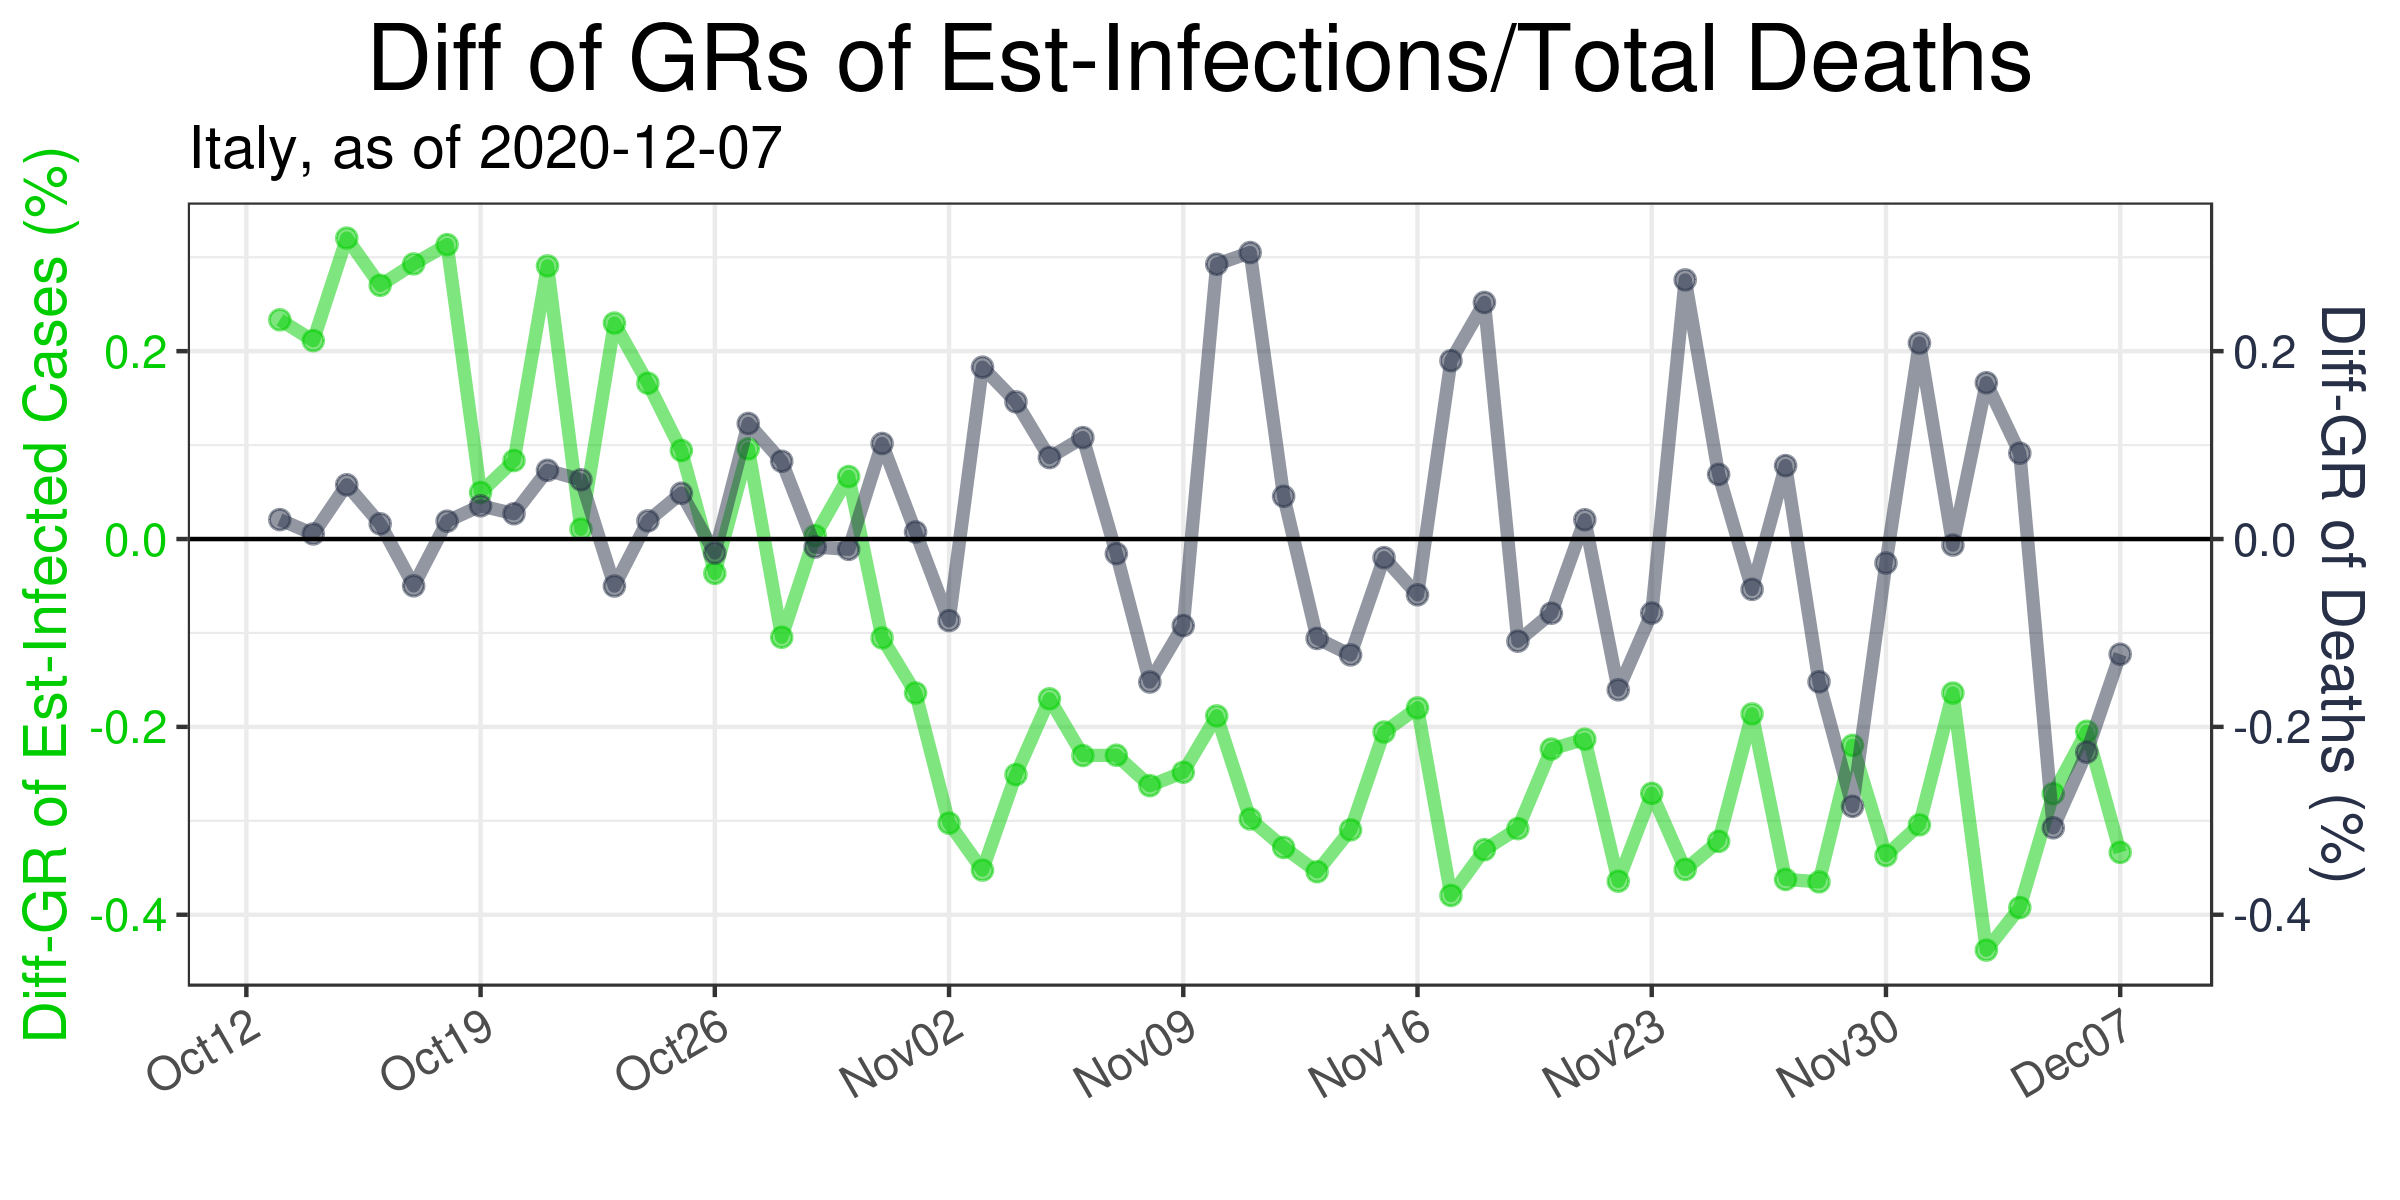 Diff of GRs of Est-Infections/Total Deaths
Italy, as of 2020-12-07
Diff-GR of Est-Infected Cases (%)
0.2
0.0
-0.2
-0.4
0.2
0.0
-0.2
-0.4
Diff-GR of Deaths (%)
Oct12
Oct19
Oct26
Nov02
Nov09
Nov16
Nov23
Nov30
Dec07